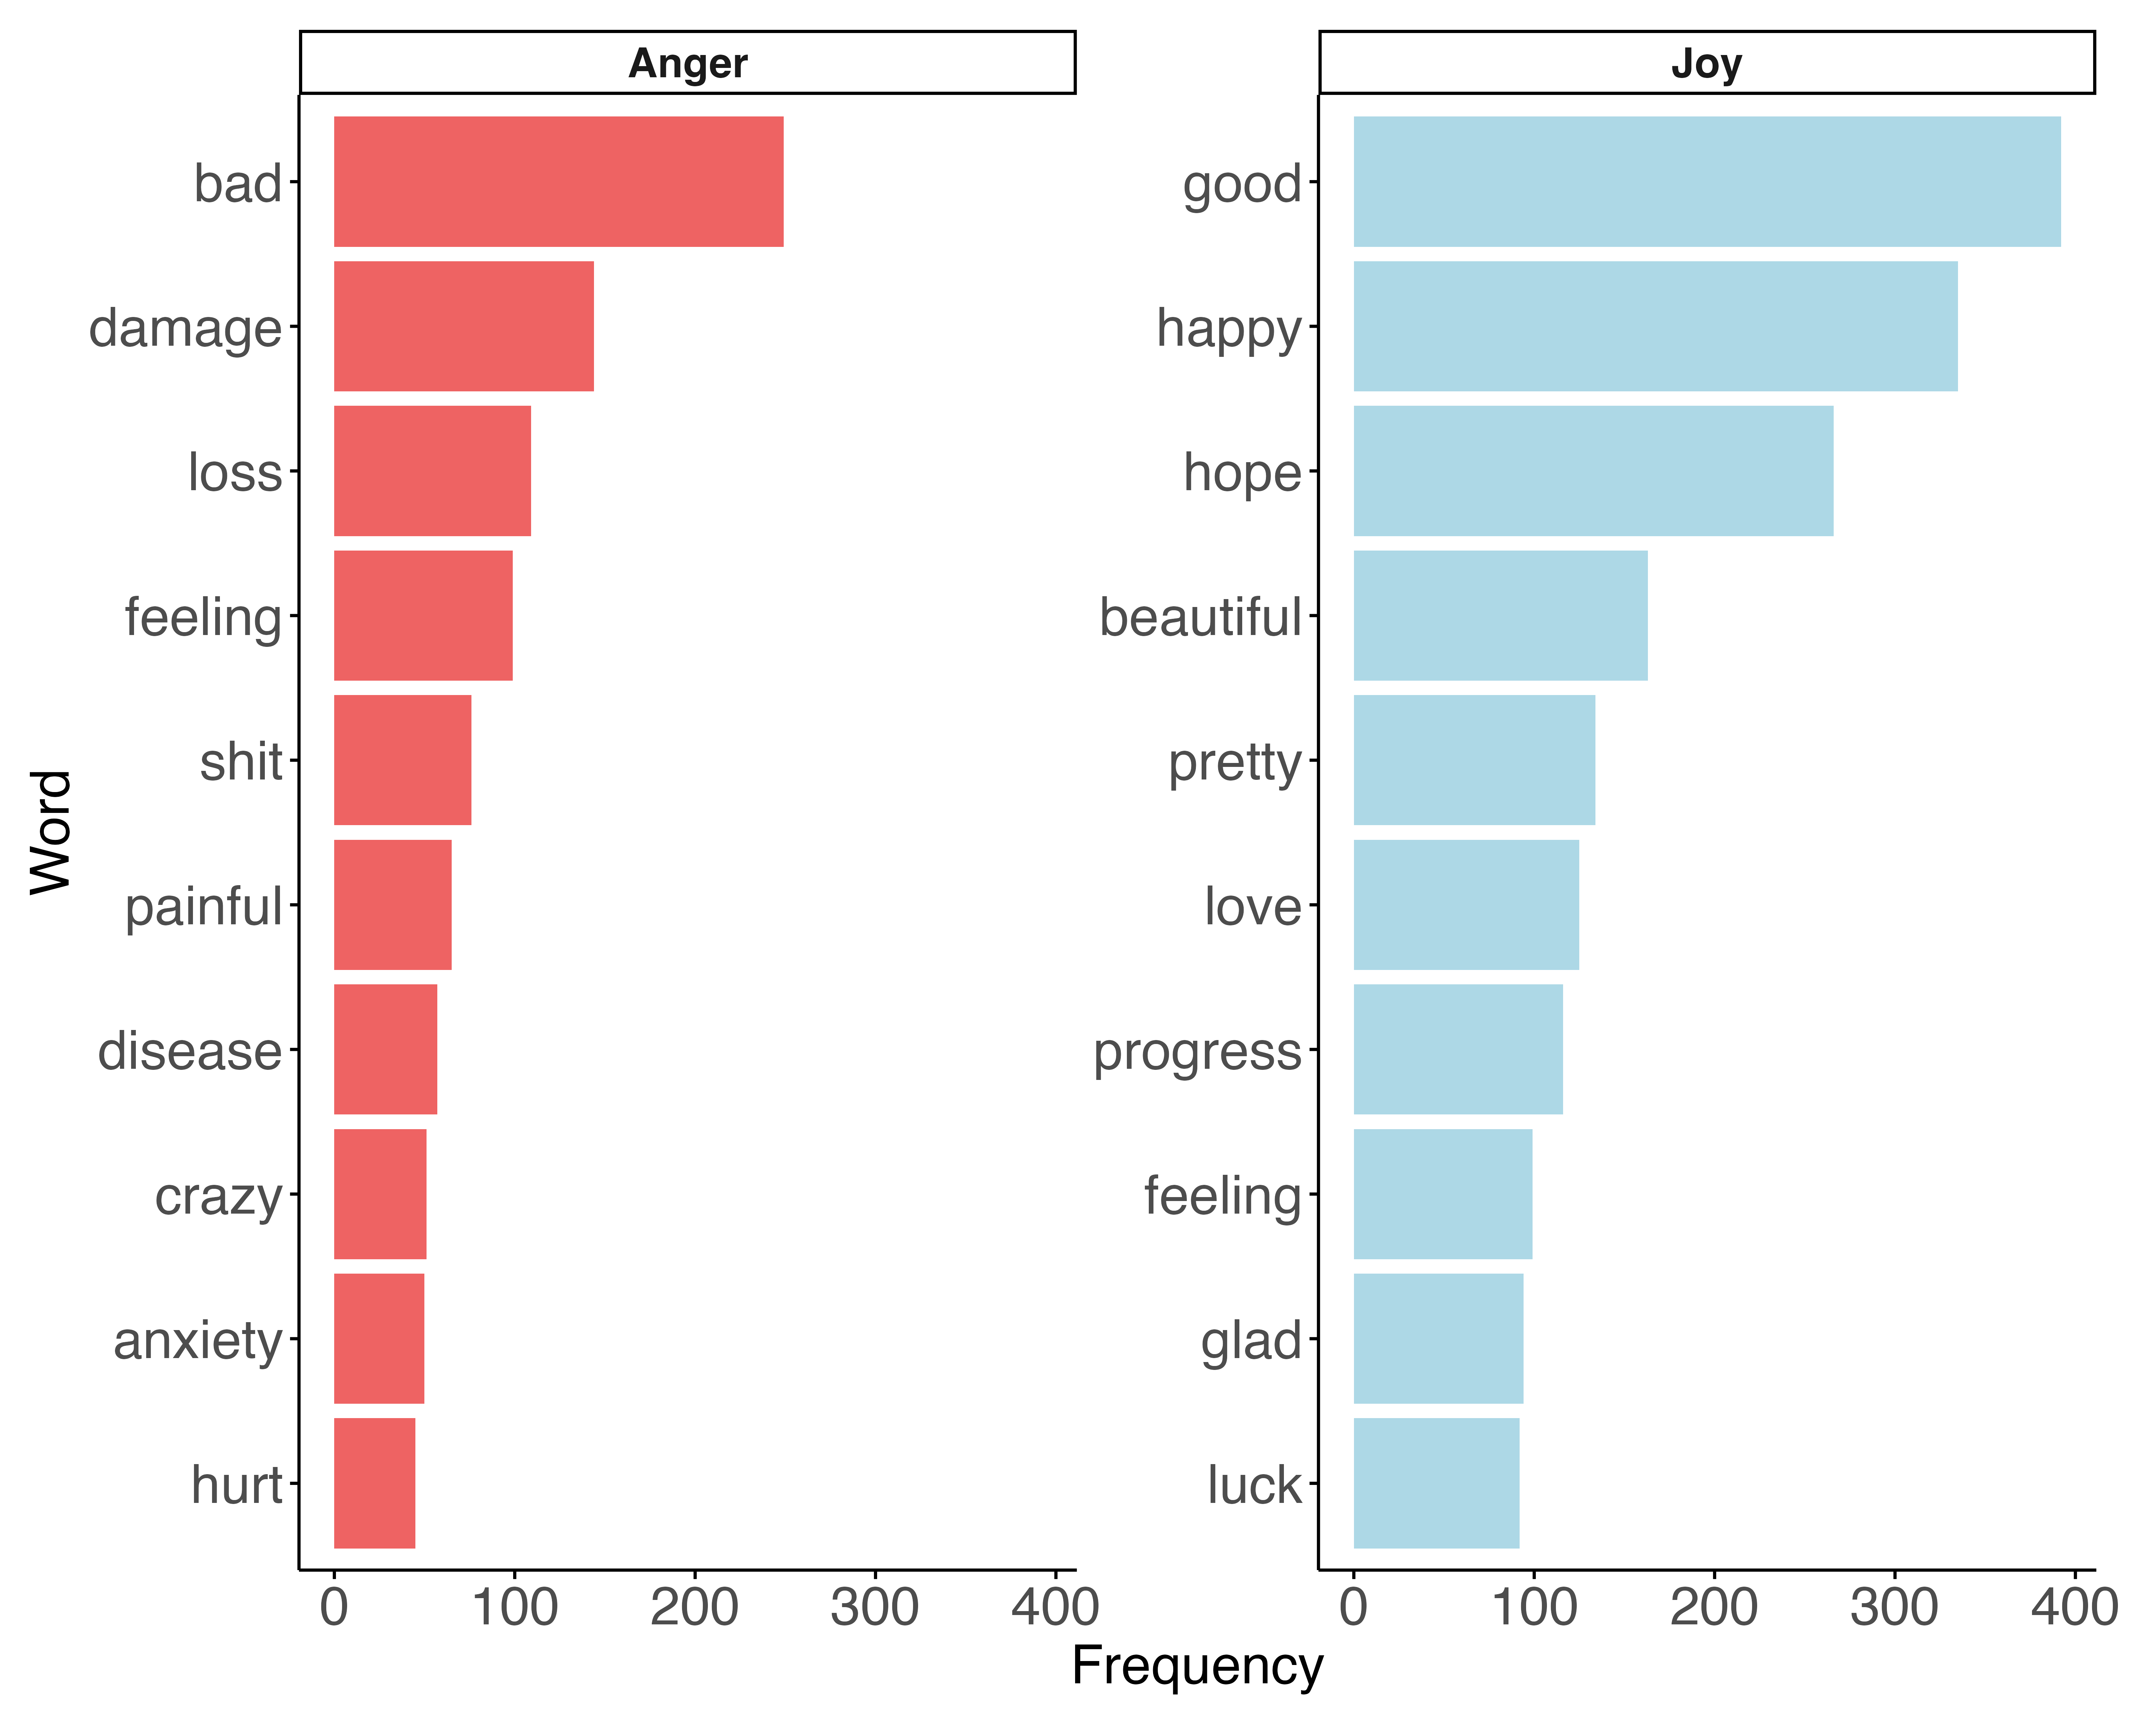 Anger
bad
damage
loss
feeling
shit
painful
disease
crazy
anxiety
hurt
0 100 200 300 400
Joy
good
happy
hope
beautiful
pretty
love
progress
feeling
glad
luck
0 100 200 300 400
Word
Frequency